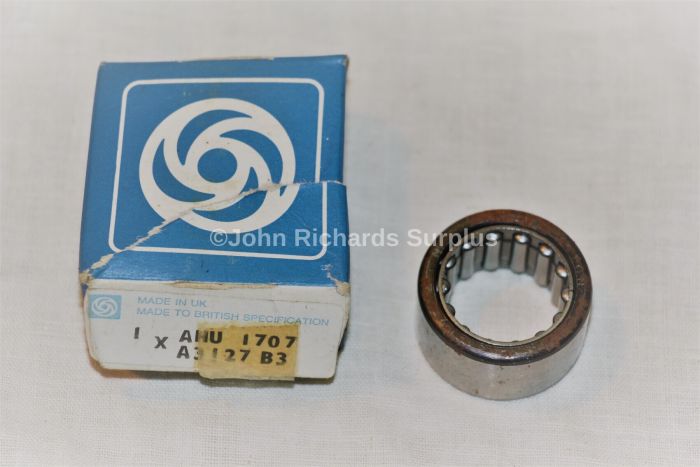 ©John Richards Surplus
MADE IN UK
MADE TO BRITISH SPECIFICATION
1 X AHU 1707
A3127 B3